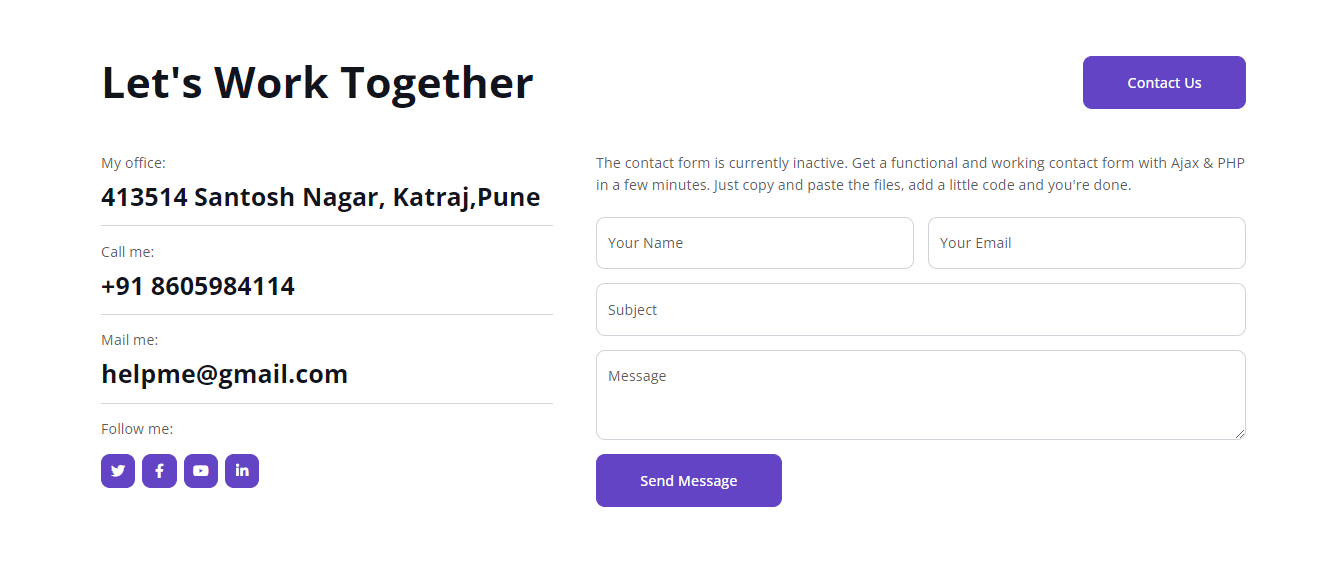 Let's Work Together
Contact Us
My office:
413514 Santosh Nagar, Katraj,Pune
Call me:
+91 8605984114
Mail me:
helpme@gmail.com
Follow me:
The contact form is currently inactive. Get a functional and working contact form with Ajax & PHP
in a few minutes. Just copy and paste the files, add a little code and you're done.
Your Name
Your Email
Subject
Message
Send Message